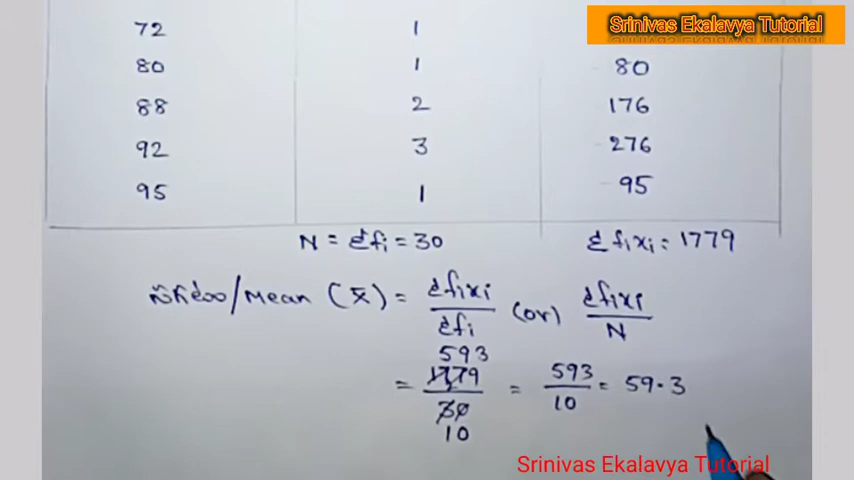 Srinivas Ekalavya Tutorial
72 1
80 1 80
88 2 176
92 3 276
95 1 95
N = Σfi = 30 Σfixi = 1779
/Mean (x̄) = Σfixi / Σfi (or) Σfixi / N
593
= 1779 / 30 = 593 / 10 = 59.3
10
Srinivas Ekalavya Tutorial